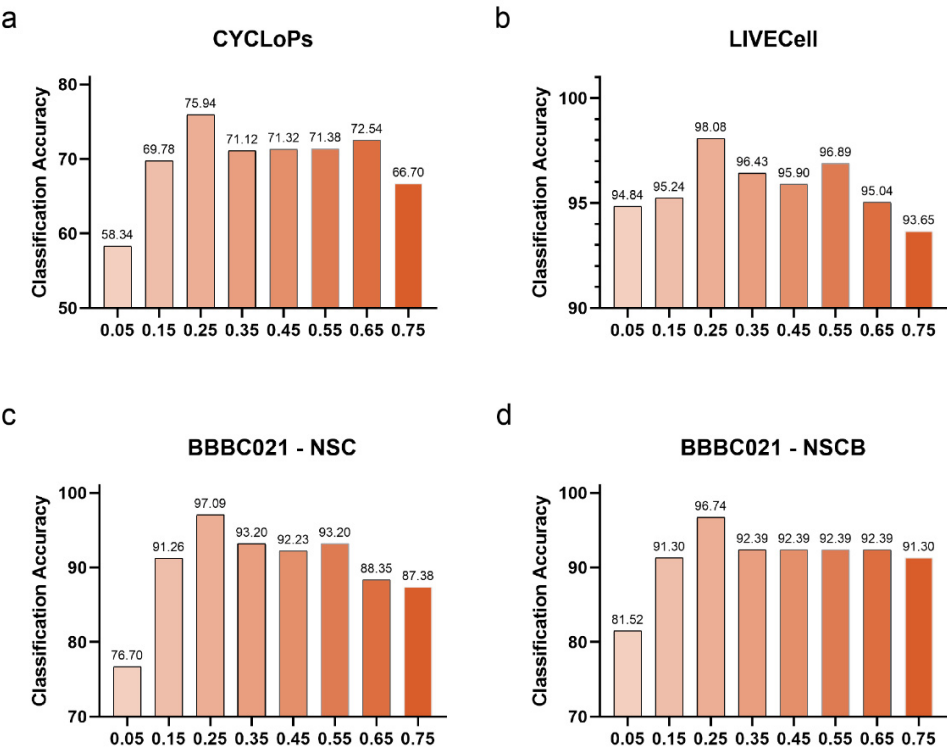 a
CYCLoPs
Classification Accuracy
80
70
60
50
58.34
69.78
75.94
71.12
71.32
71.38
72.54
66.70
0.05 0.15 0.25 0.35 0.45 0.55 0.65 0.75
b
LIVECell
Classification Accuracy
100
95
90
94.84
95.24
98.08
96.43
95.90
96.89
95.04
93.65
0.05 0.15 0.25 0.35 0.45 0.55 0.65 0.75
c
BBBC021 - NSC
Classification Accuracy
100
90
80
70
76.70
91.26
97.09
93.20
92.23
93.20
88.35
87.38
0.05 0.15 0.25 0.35 0.45 0.55 0.65 0.75
d
BBBC021 - NSCB
Classification Accuracy
100
90
80
70
81.52
91.30
96.74
92.39
92.39
92.39
92.39
91.30
0.05 0.15 0.25 0.35 0.45 0.55 0.65 0.75